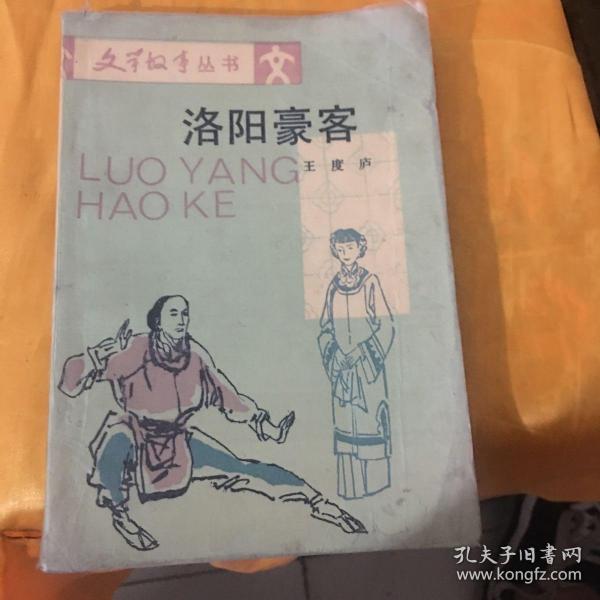 文学故事丛书
洛阳豪客
LUO YANG
HAO KE
王度庐
孔夫子旧书网
www.kongfz.com